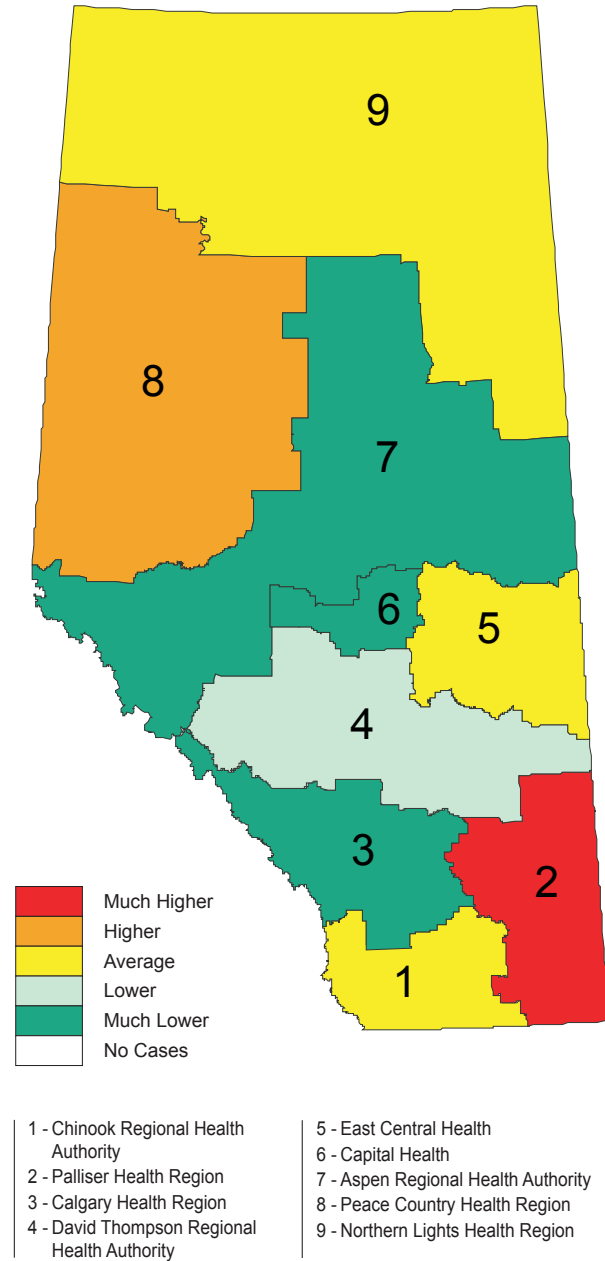 9
8
7
6
5
4
3
2
1
Much Higher
Higher
Average
Lower
Much Lower
No Cases
1 - Chinook Regional Health
Authority
2 - Palliser Health Region
3 - Calgary Health Region
4 - David Thompson Regional
Health Authority
5 - East Central Health
6 - Capital Health
7 - Aspen Regional Health Authority
8 - Peace Country Health Region
9 - Northern Lights Health Region